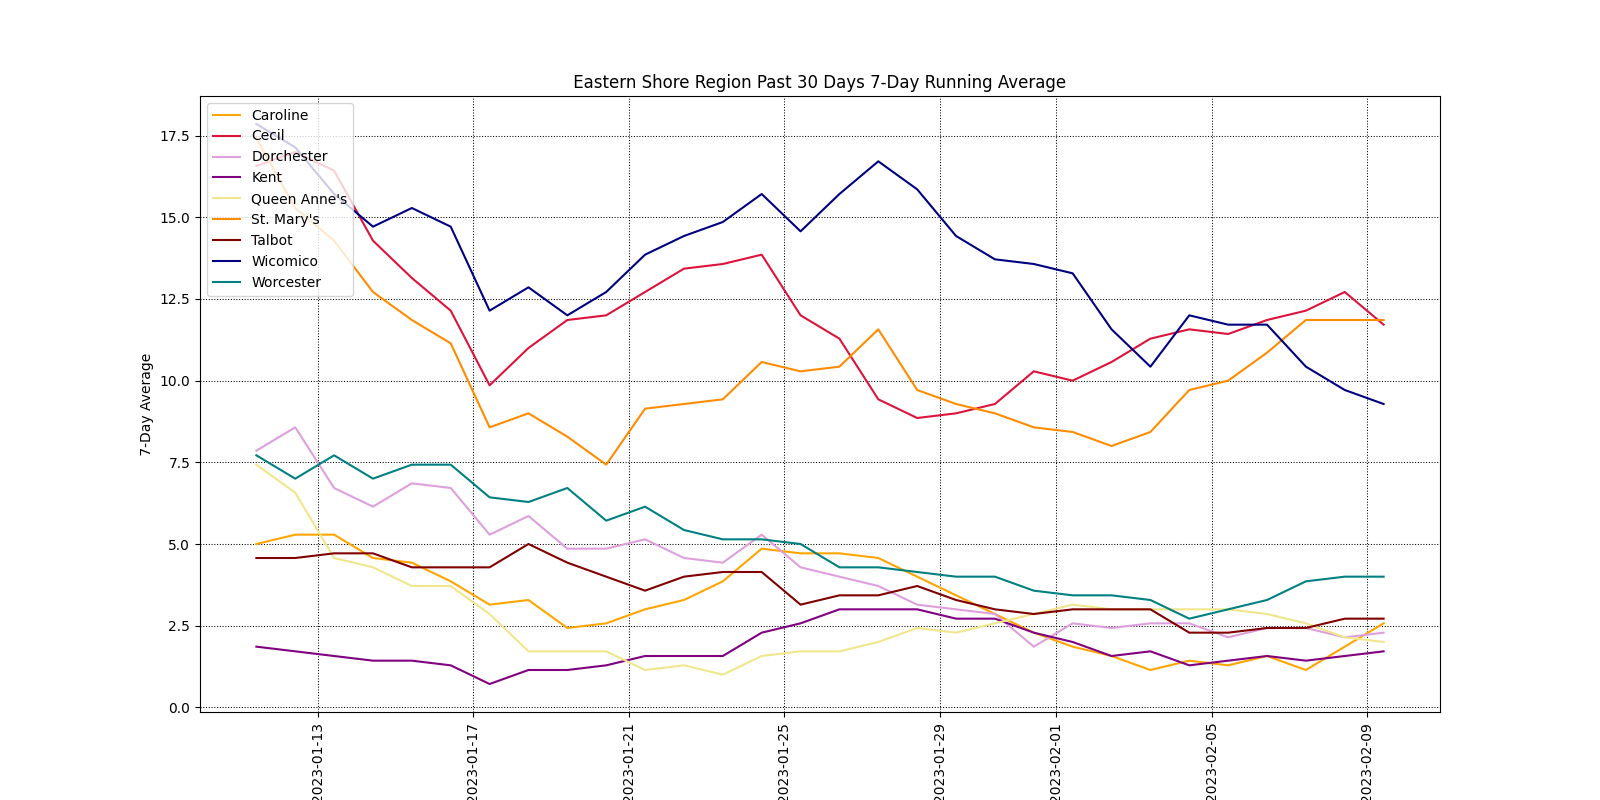 Eastern Shore Region Past 30 Days 7-Day Running Average
Caroline
Cecil
Dorchester
Kent
Queen Anne's
St. Mary's
Talbot
Wicomico
Worcester
7-Day Average
17.5
15.0
12.5
10.0
7.5
5.0
2.5
0.0
2023-01-13
2023-01-17
2023-01-21
2023-01-25
2023-01-29
2023-02-01
2023-02-05
2023-02-09